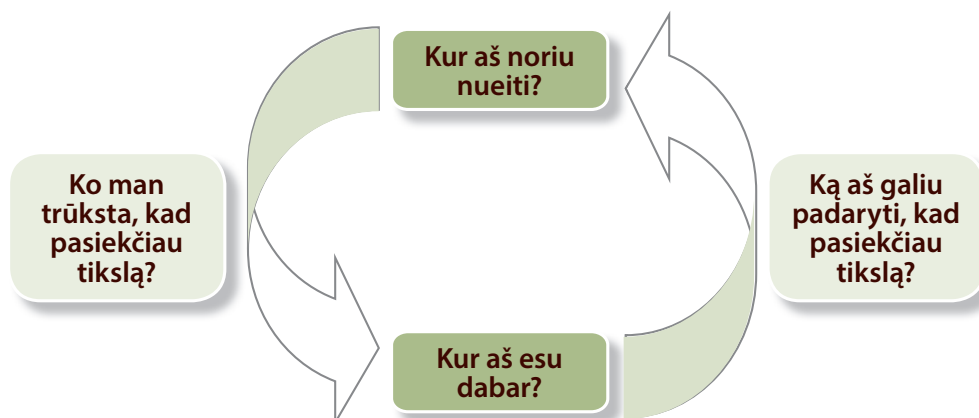 Kur aš noriu
nueiti?
Ko man
trūksta, kad
pasiekčiau
tikslą?
Ką aš galiu
padaryti, kad
pasiekčiau
tikslą?
Kur aš esu
dabar?